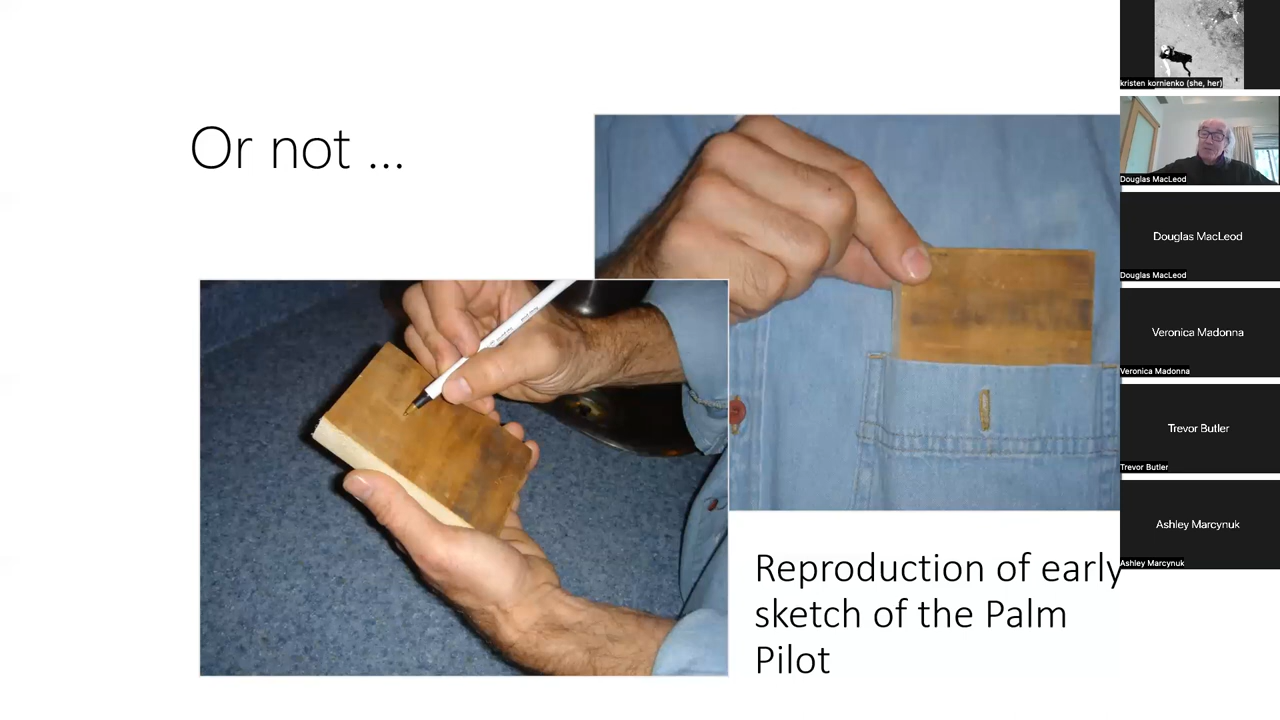 Or not ...
Reproduction of early
sketch of the Palm
Pilot
kristen kornienko (she, her)
Douglas MacLeod
Douglas MacLeod
Douglas MacLeod
Veronica Madonna
Veronica Madonna
Trevor Butler
Trevor Butler
Ashley Marcynuk
Ashley Marcynuk